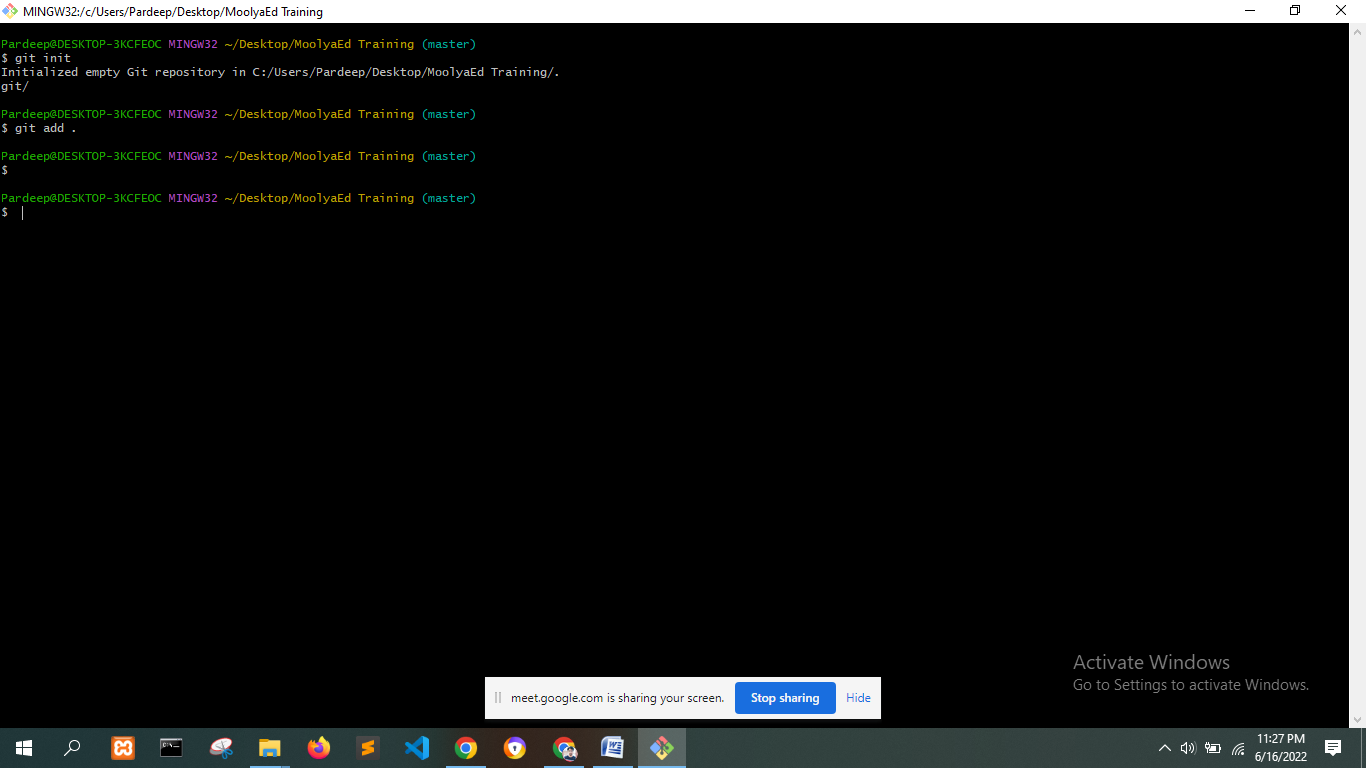 MINGW32:/c/Users/Pardeep/Desktop/MoolyaEd Training
Pardeep@DESKTOP-3KCFEOC MINGW32 ~/Desktop/MoolyaEd Training (master)
$ git init
Initialized empty Git repository in C:/Users/Pardeep/Desktop/MoolyaEd Training/.
git/
Pardeep@DESKTOP-3KCFEOC MINGW32 ~/Desktop/MoolyaEd Training (master)
$ git add .
Pardeep@DESKTOP-3KCFEOC MINGW32 ~/Desktop/MoolyaEd Training (master)
$
Pardeep@DESKTOP-3KCFEOC MINGW32 ~/Desktop/MoolyaEd Training (master)
$
Activate Windows
Go to Settings to activate Windows.
meet.google.com is sharing your screen. Stop sharing Hide
11:27 PM
6/16/2022